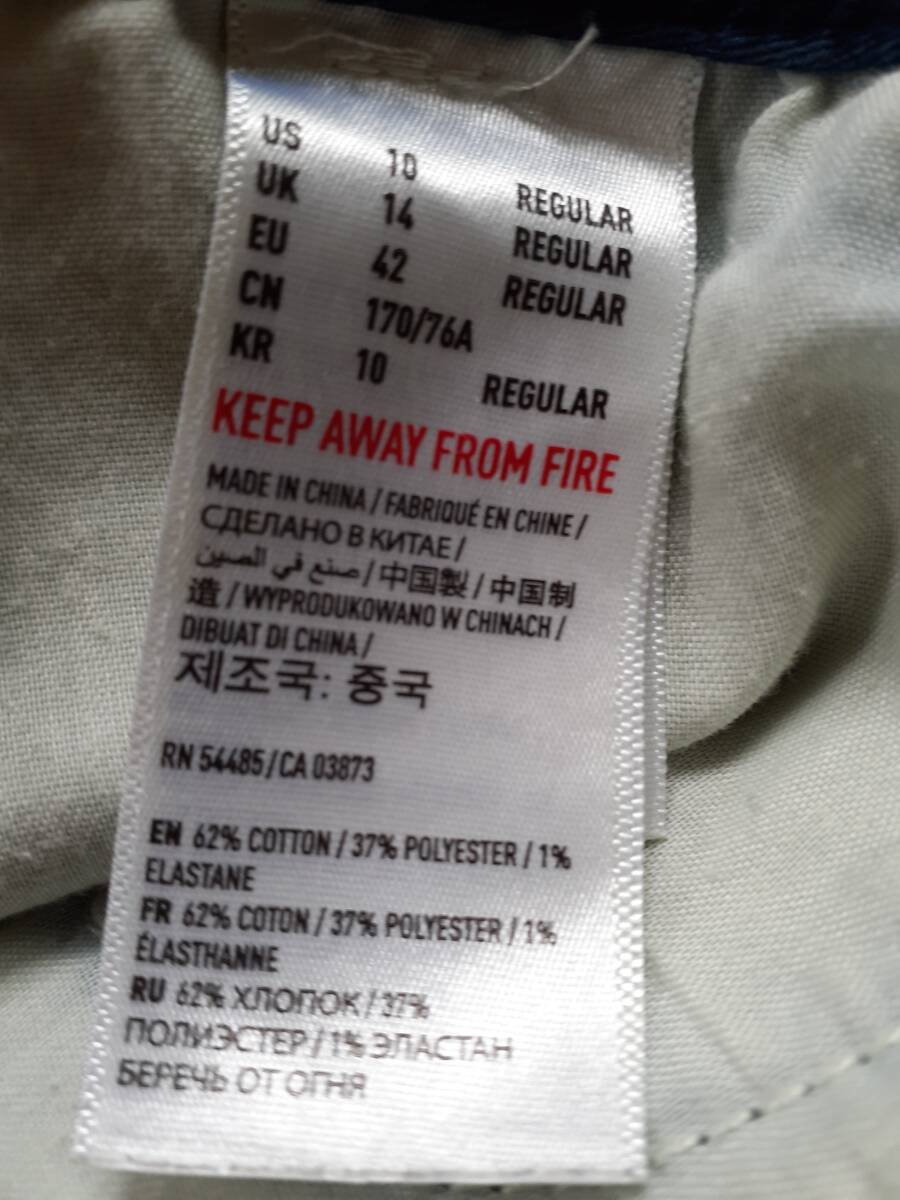 US 10 REGULAR
UK 14 REGULAR
EU 42 REGULAR
CN 170/76A
KR 10 REGULAR
KEEP AWAY FROM FIRE
MADE IN CHINA / FABRIQUÉ EN CHINE /
СДЕЛАНО В КИТАЕ /
صنع في الصين / 中国製 / 中国制
造 / WYPRODUKOWANO W CHINACH /
DIBUAT DI CHINA /
제조국: 중국
RN 54485 / CA 03873
EN 62% COTTON / 37% POLYESTER / 1%
ELASTANE
FR 62% COTON / 37% POLYESTER / 1%
ÉLASTHANNE
RU 62% ХЛОПОК / 37%
ПОЛИЭСТЕР / 1% ЭЛАСТАН
БЕРЕЧЬ ОТ ОГНЯ